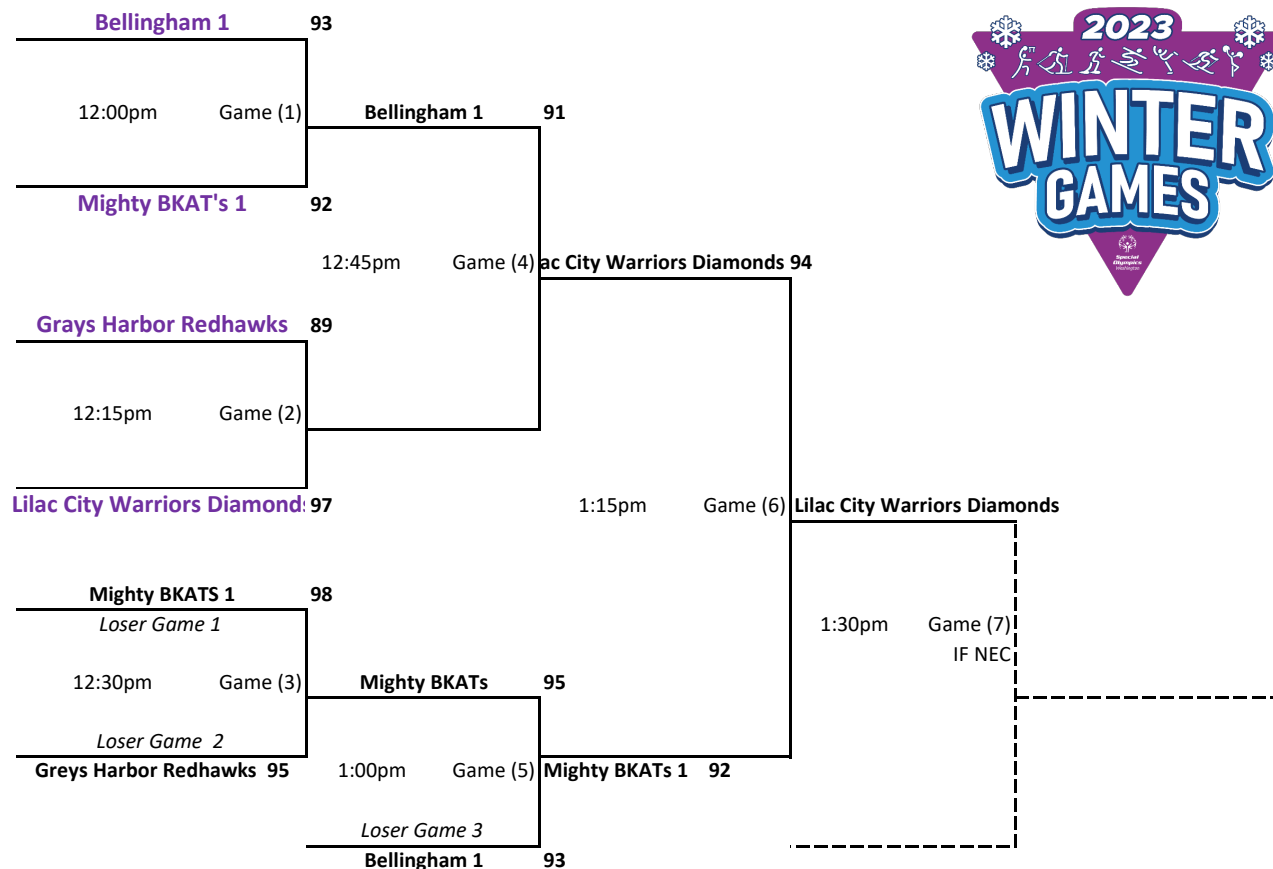 Bellingham 1 93
2023
12:00pm Game (1) Bellingham 1 91
WINTER
GAMES
Mighty BKAT's 1 92
12:45pm Game (4) ac City Warriors Diamonds 94
Special
Olympics
Washington
Grays Harbor Redhawks 89
12:15pm Game (2)
Lilac City Warriors Diamonds 97 1:15pm Game (6) Lilac City Warriors Diamonds
Mighty BKATS 1 98
Loser Game 1 1:30pm Game (7)
IF NEC
12:30pm Game (3) Mighty BKATs 95
Loser Game 2
Greys Harbor Redhawks 95 1:00pm Game (5) Mighty BKATs 1 92
Loser Game 3
Bellingham 1 93